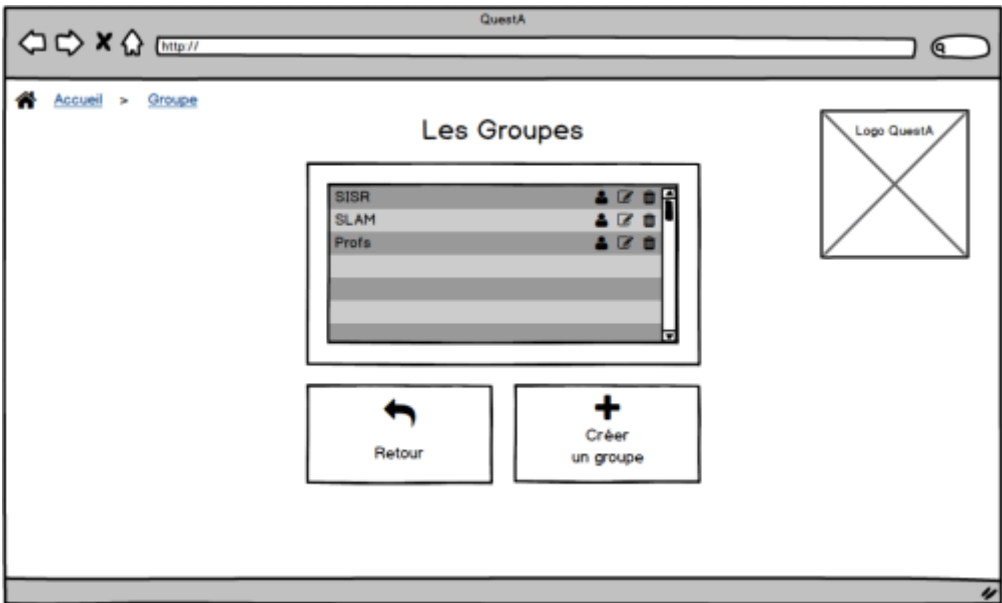 QuestA
http://
Accueil > Groupe
Les Groupes
Logo QuestA
SISR
SLAM
Profs
Retour
Créer
un groupe